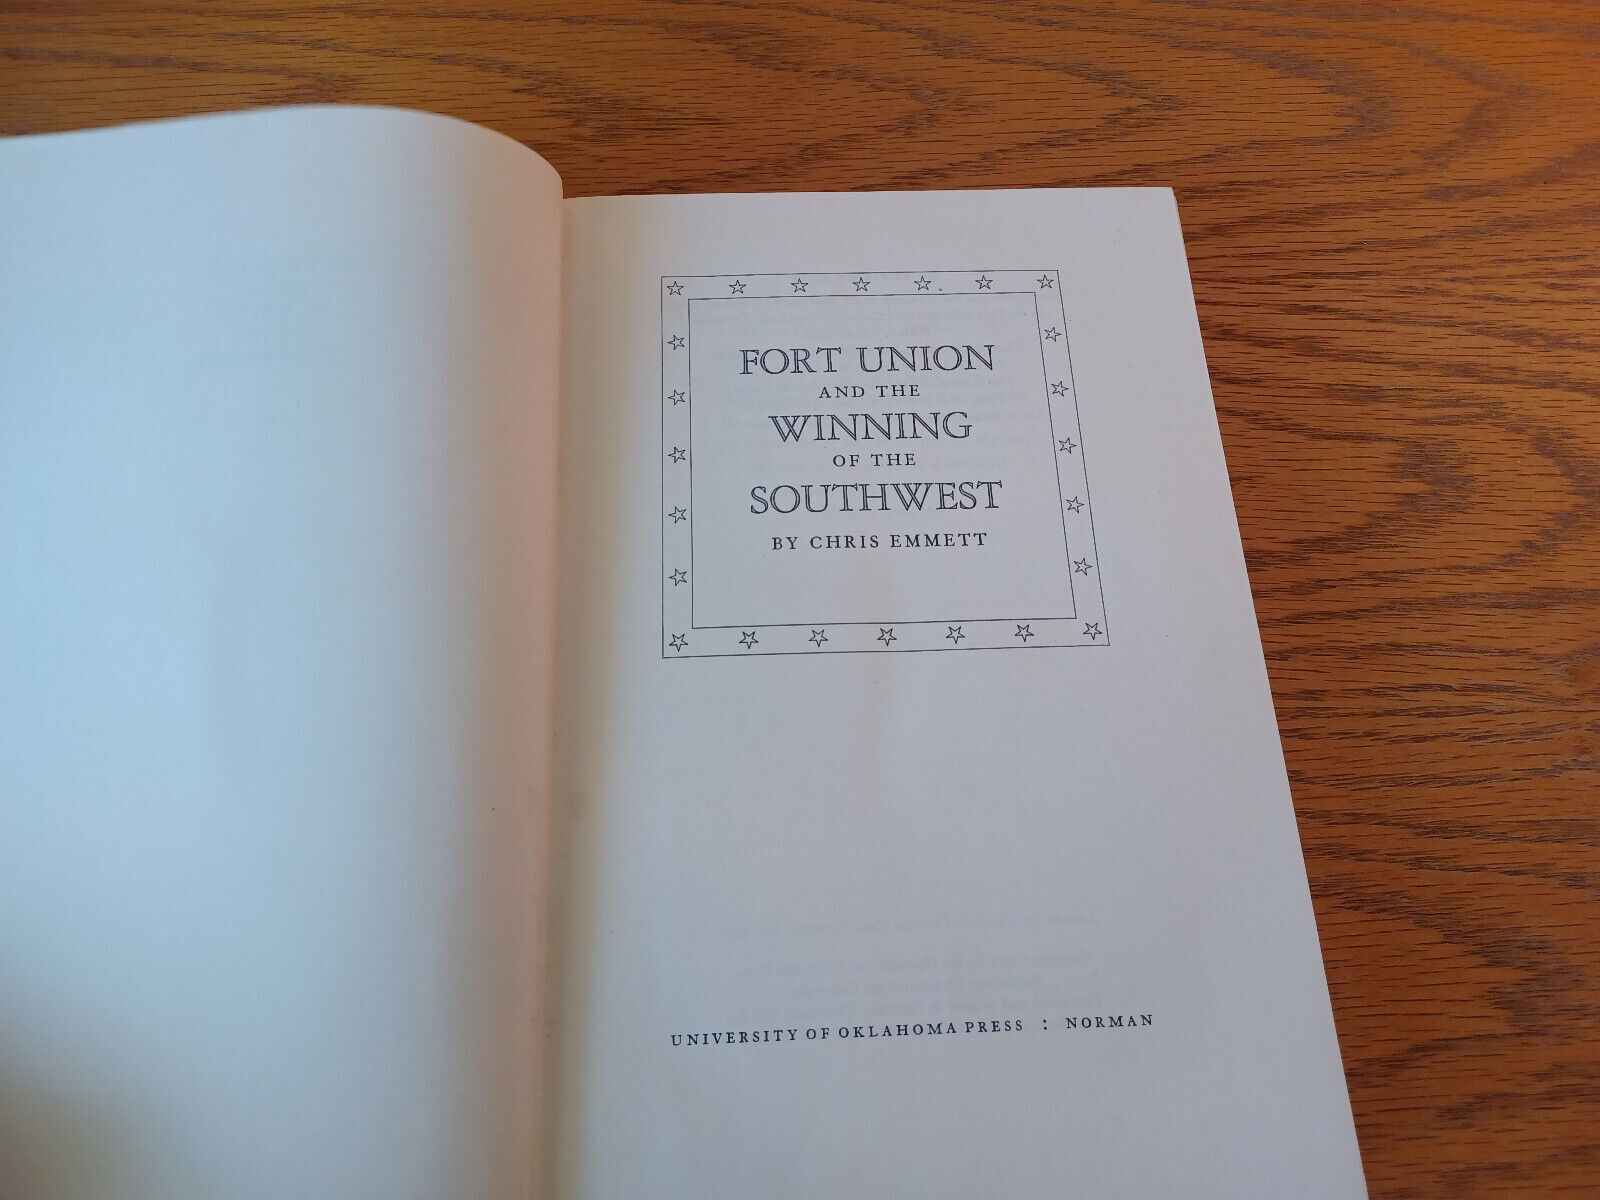 FORT UNION
AND THE
WINNING
OF THE
SOUTHWEST
BY CHRIS EMMETT
UNIVERSITY OF OKLAHOMA PRESS : NORMAN